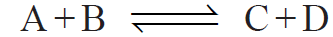 A + B ⇌ C + D